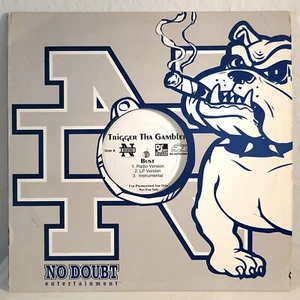 Trigger Tha Gambler
Side A
Bust
1. Radio Version
2. LP Version
3. Instrumental
For Promotional Use Only
Not For Sale
NO DOUBT
entertainment